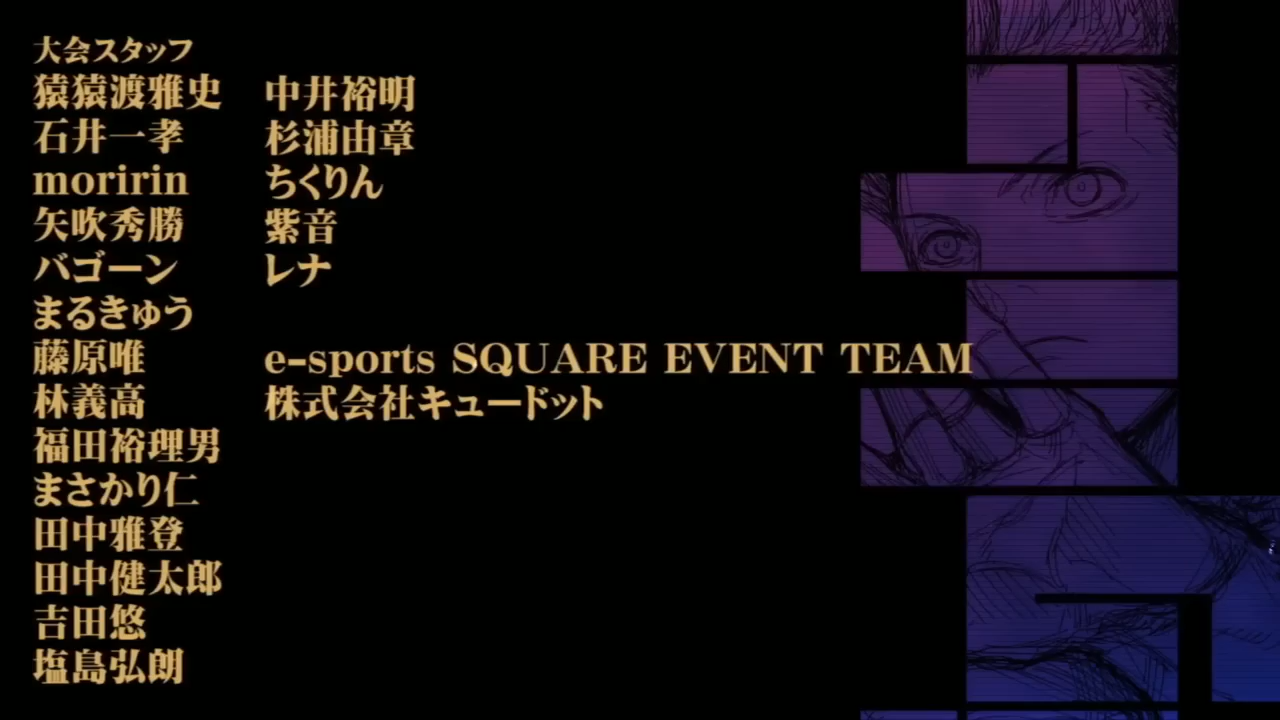 大会スタッフ
猿猿渡雅史 中井裕明
石井一孝 杉浦由章
moririn ちくりん
矢吹秀勝 紫音
バゴーン レナ
まるきゅう
藤原唯 e-sports SQUARE EVENT TEAM
林義高 株式会社キュードット
福田裕理男
まさかり仁
田中雅登
田中健太郎
吉田悠
塩島弘朗